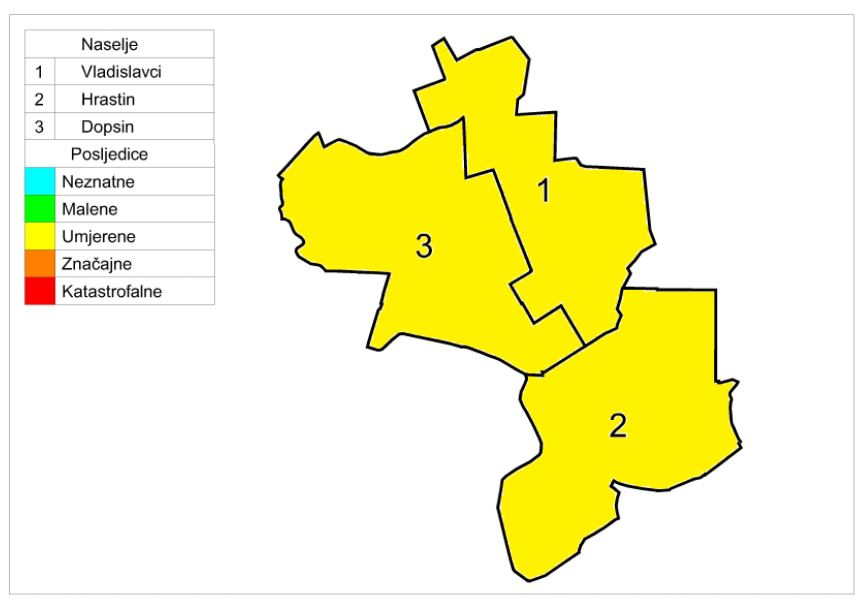 Naselje
1 Vladislavci
2 Hrastin
3 Dopsin
Posljedice
Neznatne
Malene
Umjerene
Značajne
Katastrofalne
1
3
2